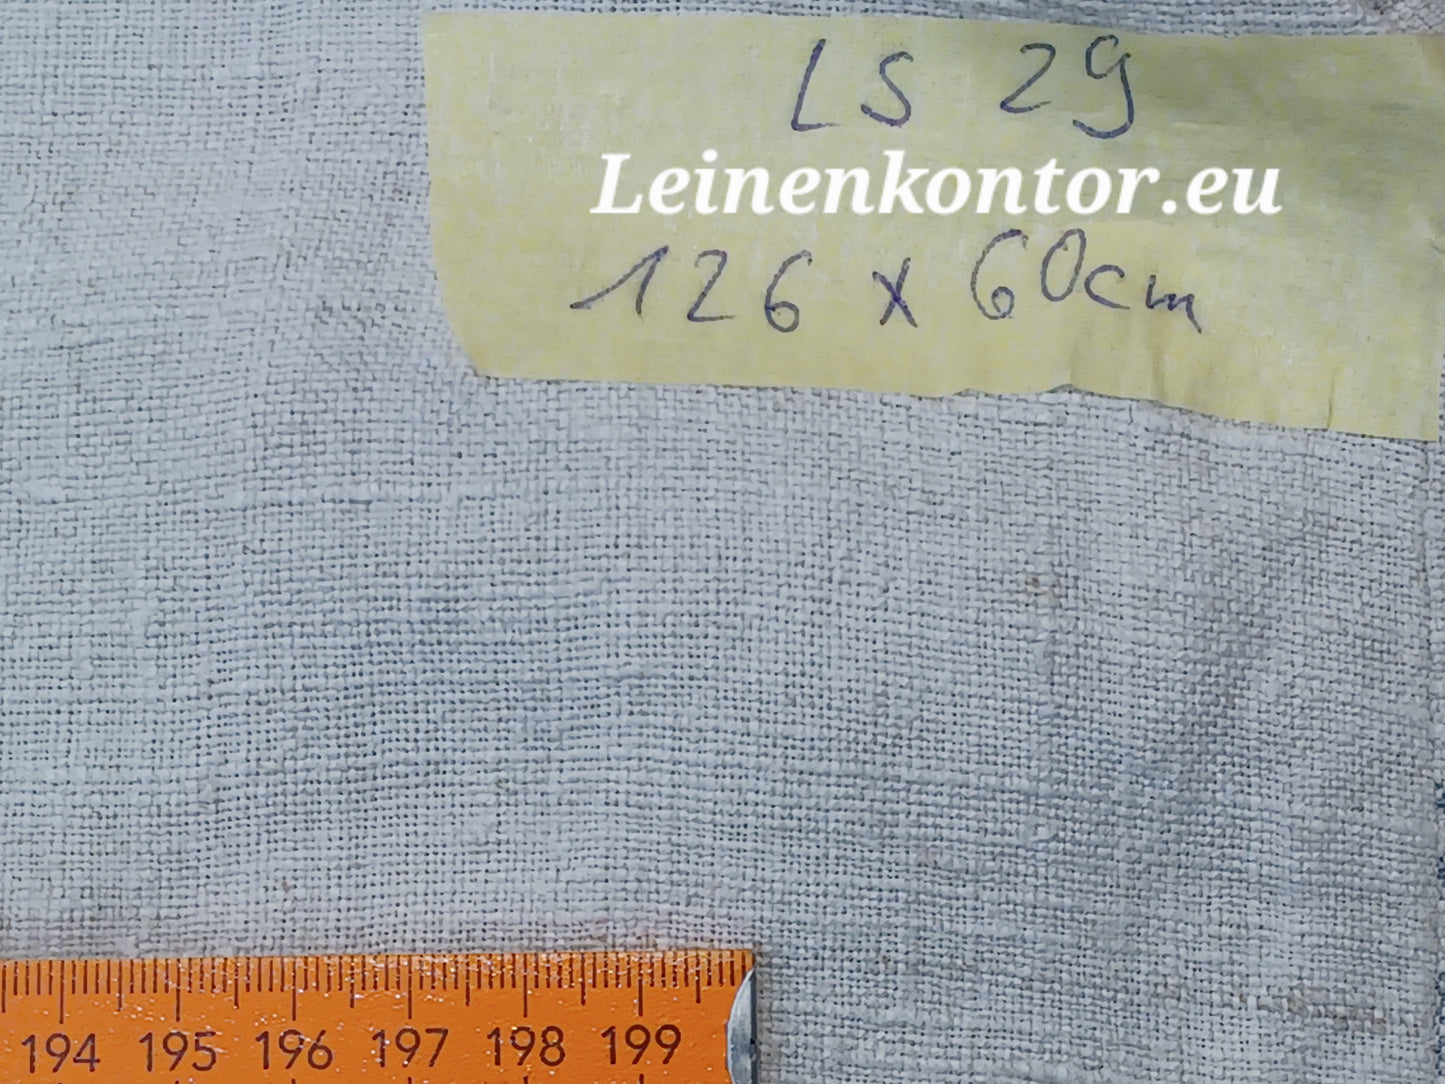 LS 29
Leinenkontor.eu
126 x 60cm
194 195 196 197 198 199